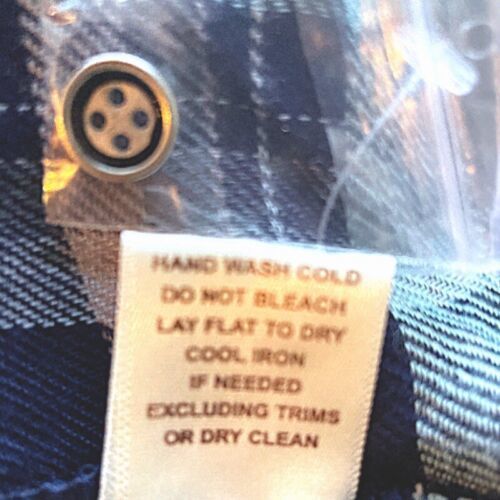 HAND WASH COLD
DO NOT BLEACH
LAY FLAT TO DRY
COOL IRON
IF NEEDED
EXCLUDING TRIMS
OR DRY CLEAN